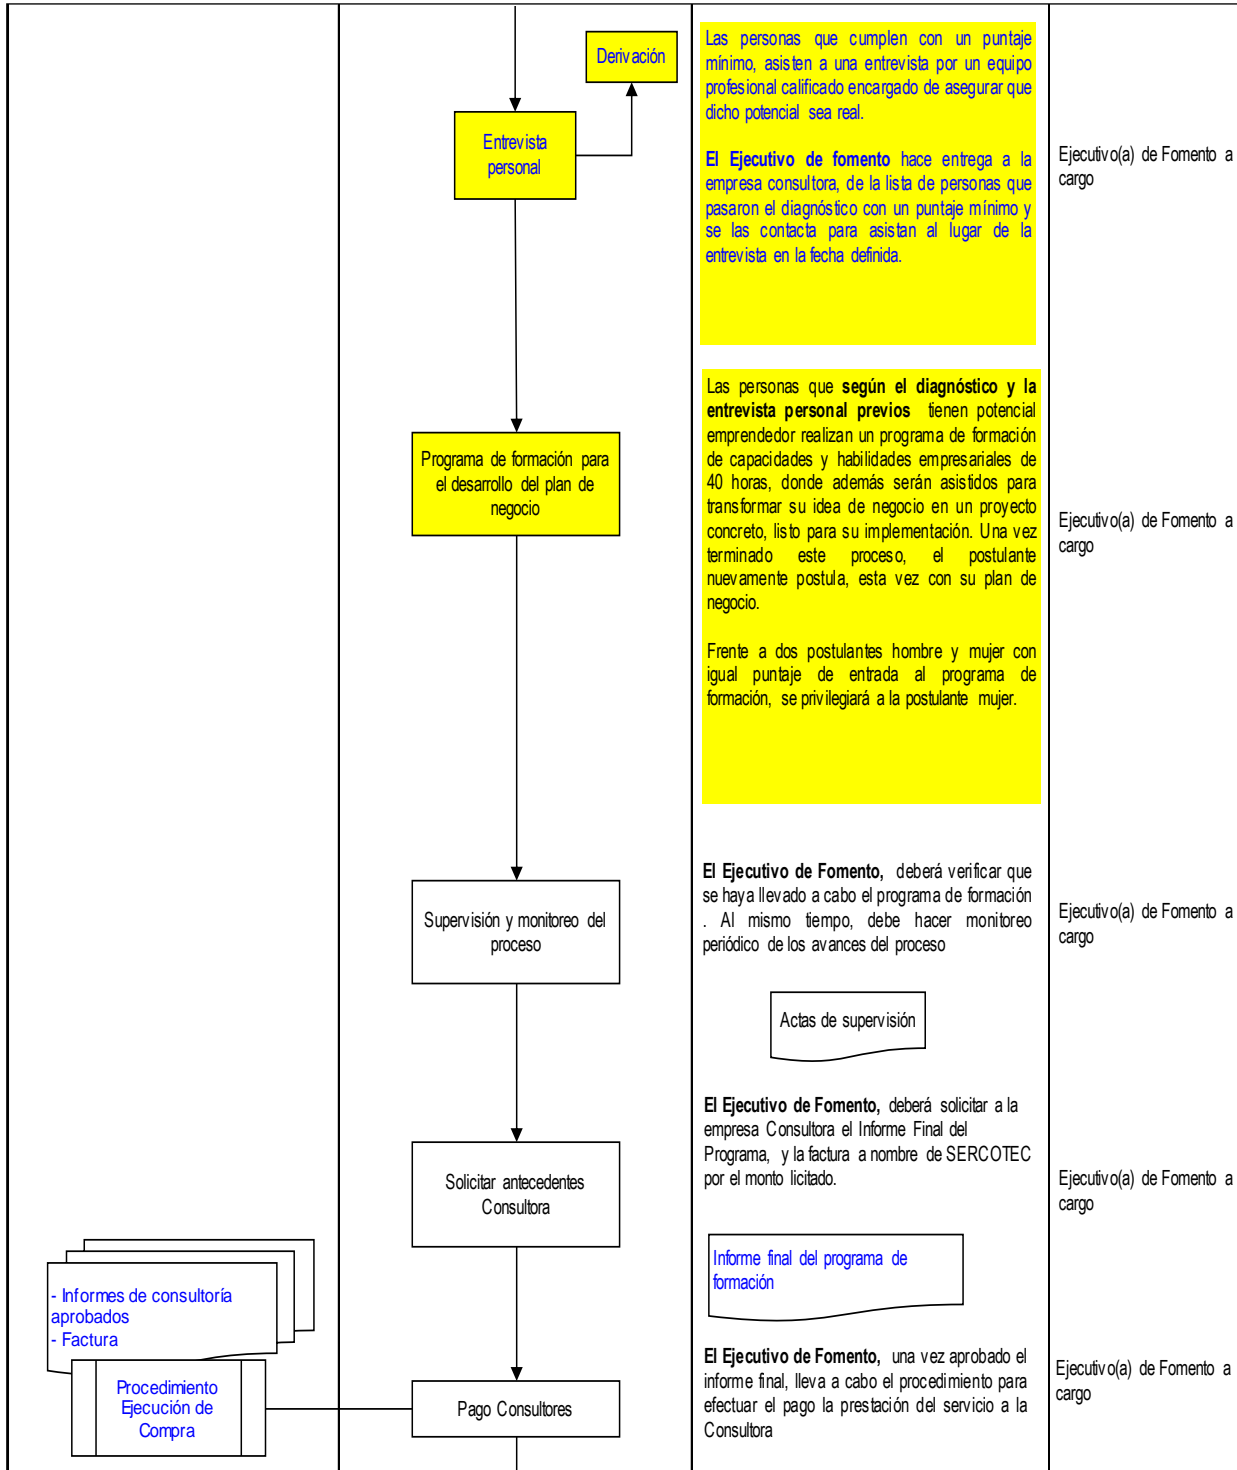 Derivación
Las personas que cumplen con un puntaje
mínimo, asisten a una entrevista por un equipo
profesional calificado encargado de asegurar que
dicho potencial sea real.
Entrevista
personal
El Ejecutivo de fomento hace entrega a la
empresa consultora, de la lista de personas que
pasaron el diagnóstico con un puntaje mínimo y
se las contacta para asistan al lugar de la
entrevista en la fecha definida.
Ejecutivo(a) de Fomento a
cargo
Programa de formación para
el desarrollo del plan de
negocio
Las personas que según el diagnóstico y la
entrevista personal previos tienen potencial
emprendedor realizan un programa de formación
de capacidades y habilidades empresariales de
40 horas, donde además serán asistidos para
transformar su idea de negocio en un proyecto
concreto, listo para su implementación. Una vez
terminado este proceso, el postulante
nuevamente postula, esta vez con su plan de
negocio.
Frente a dos postulantes hombre y mujer con
igual puntaje de entrada al programa de
formación, se privilegiará a la postulante mujer.
Ejecutivo(a) de Fomento a
cargo
Supervisión y monitoreo del
proceso
El Ejecutivo de Fomento, deberá verificar que
se haya llevado a cabo el programa de formación
. Al mismo tiempo, debe hacer monitoreo
periódico de los avances del proceso
Actas de supervisión
Ejecutivo(a) de Fomento a
cargo
Solicitar antecedentes
Consultora
El Ejecutivo de Fomento, deberá solicitar a la
empresa Consultora el Informe Final del
Programa, y la factura a nombre de SERCOTEC
por el monto licitado.
Informe final del programa de
formación
Ejecutivo(a) de Fomento a
cargo
- Informes de consultoría
aprobados
- Factura
Procedimiento
Ejecución de
Compra
Pago Consultores
El Ejecutivo de Fomento, una vez aprobado el
informe final, lleva a cabo el procedimiento para
efectuar el pago la prestación del servicio a la
Consultora
Ejecutivo(a) de Fomento a
cargo